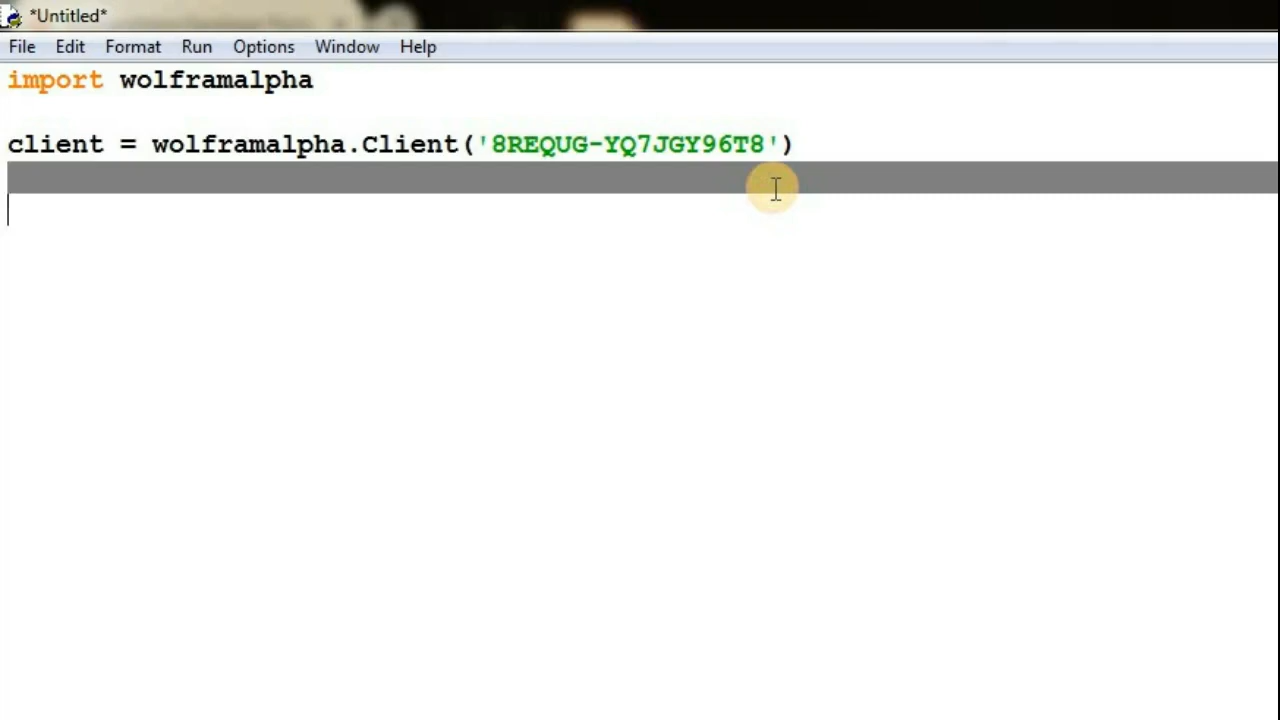 *Untitled*
File Edit Format Run Options Window Help
import wolframalpha
client = wolframalpha.Client('8REQUG-YQ7JGY96T8')